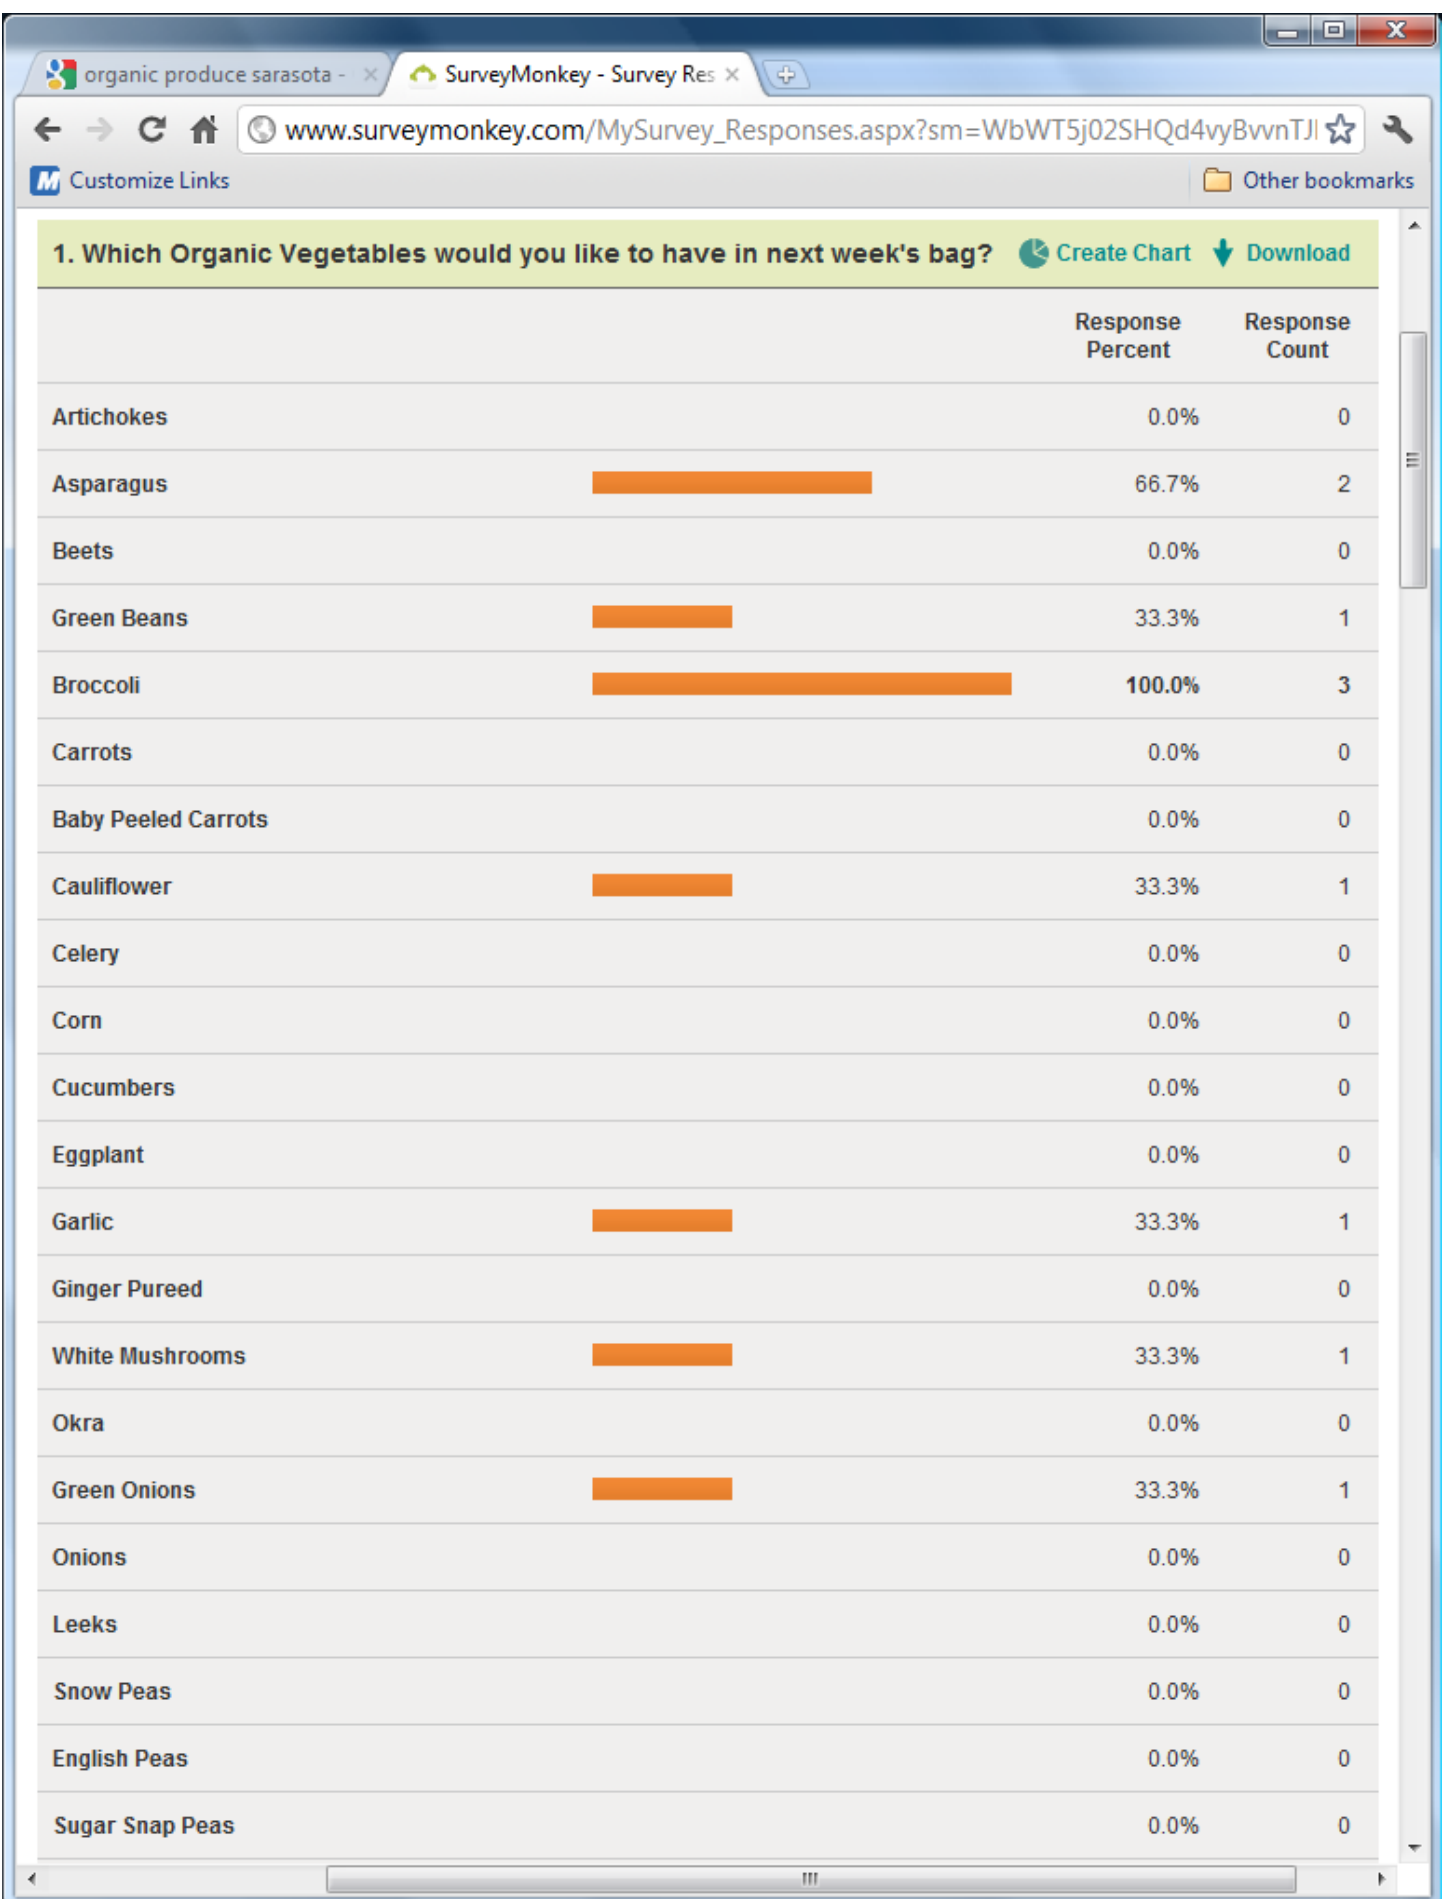 organic produce sarasota -
SurveyMonkey - Survey Res
www.surveymonkey.com/MySurvey_Responses.aspx?sm=WbWT5j02SHQd4vyBvvnTJ
Customize Links
Other bookmarks
1. Which Organic Vegetables would you like to have in next week's bag? Create Chart Download
Response Percent Response Count
Artichokes 0.0% 0
Asparagus 66.7% 2
Beets 0.0% 0
Green Beans 33.3% 1
Broccoli 100.0% 3
Carrots 0.0% 0
Baby Peeled Carrots 0.0% 0
Cauliflower 33.3% 1
Celery 0.0% 0
Corn 0.0% 0
Cucumbers 0.0% 0
Eggplant 0.0% 0
Garlic 33.3% 1
Ginger Pureed 0.0% 0
White Mushrooms 33.3% 1
Okra 0.0% 0
Green Onions 33.3% 1
Onions 0.0% 0
Leeks 0.0% 0
Snow Peas 0.0% 0
English Peas 0.0% 0
Sugar Snap Peas 0.0% 0